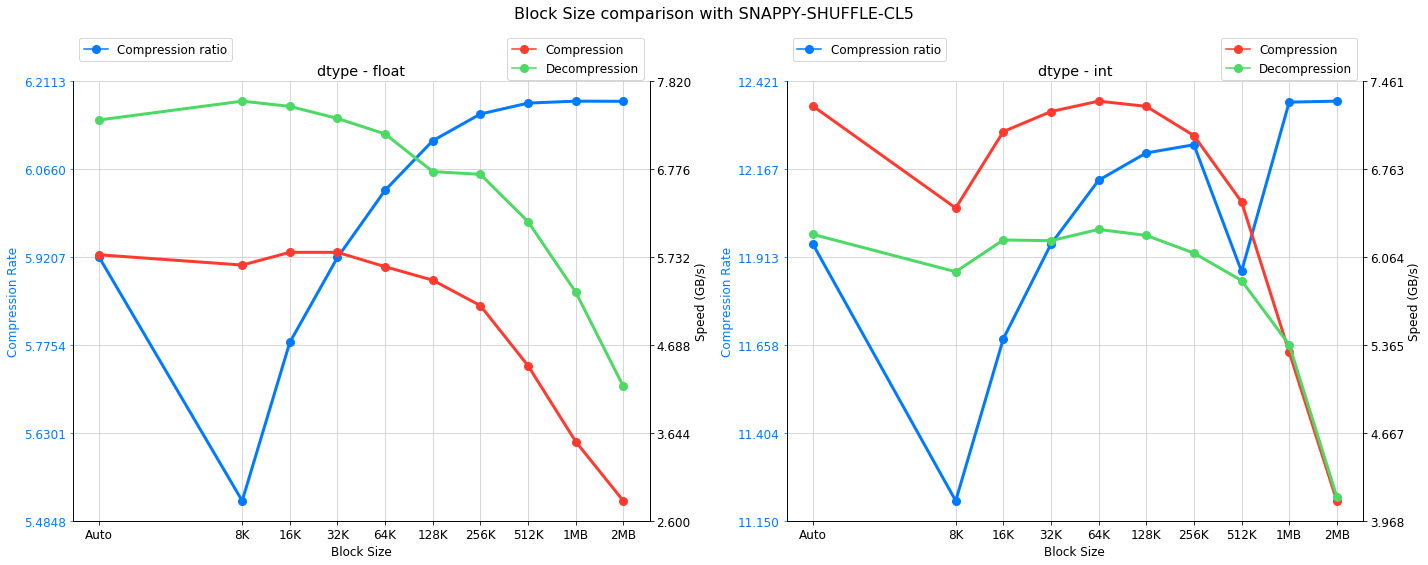 Block Size comparison with SNAPPY-SHUFFLE-CL5
Compression ratio
Compression
Decompression
dtype - float
6.2113
6.0660
5.9207
5.7754
5.6301
5.4848
Compression Rate
7.820
6.776
5.732
4.688
3.644
2.600
Speed (GB/s)
Auto 8K 16K 32K 64K 128K 256K 512K 1MB 2MB
Block Size
Compression ratio
Compression
Decompression
dtype - int
12.421
12.167
11.913
11.658
11.404
11.150
Compression Rate
7.461
6.763
6.064
5.365
4.667
3.968
Speed (GB/s)
Auto 8K 16K 32K 64K 128K 256K 512K 1MB 2MB
Block Size